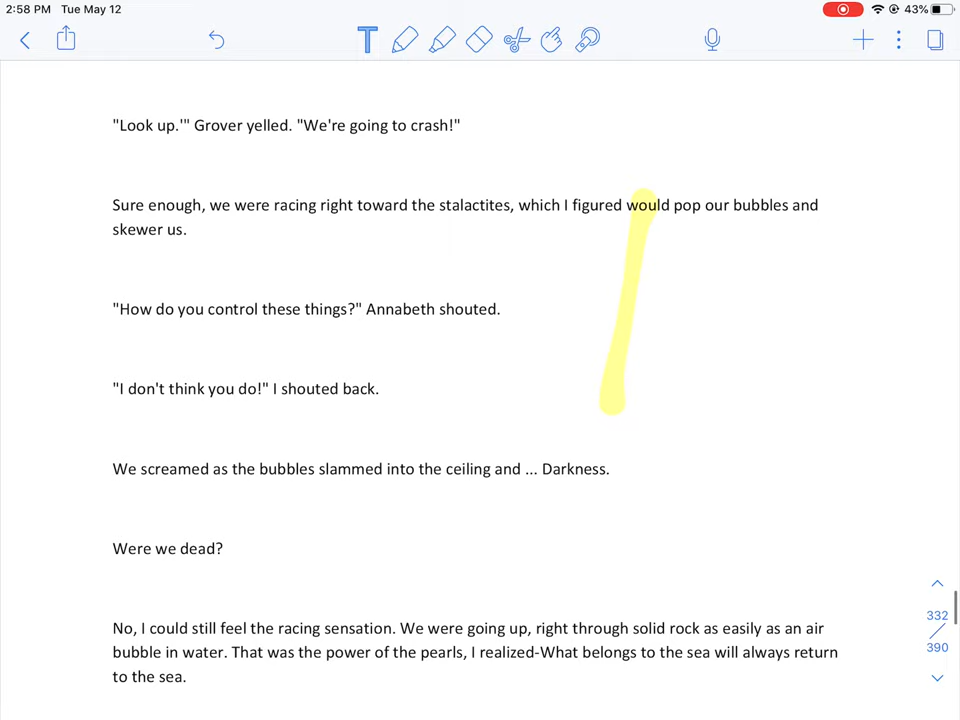 2:58 PM Tue May 12 43%
T
"Look up.'" Grover yelled. "We're going to crash!"
Sure enough, we were racing right toward the stalactites, which I figured would pop our bubbles and
skewer us.
"How do you control these things?" Annabeth shouted.
"I don't think you do!" I shouted back.
We screamed as the bubbles slammed into the ceiling and ... Darkness.
Were we dead?
No, I could still feel the racing sensation. We were going up, right through solid rock as easily as an air
bubble in water. That was the power of the pearls, I realized-What belongs to the sea will always return
to the sea.
332
390